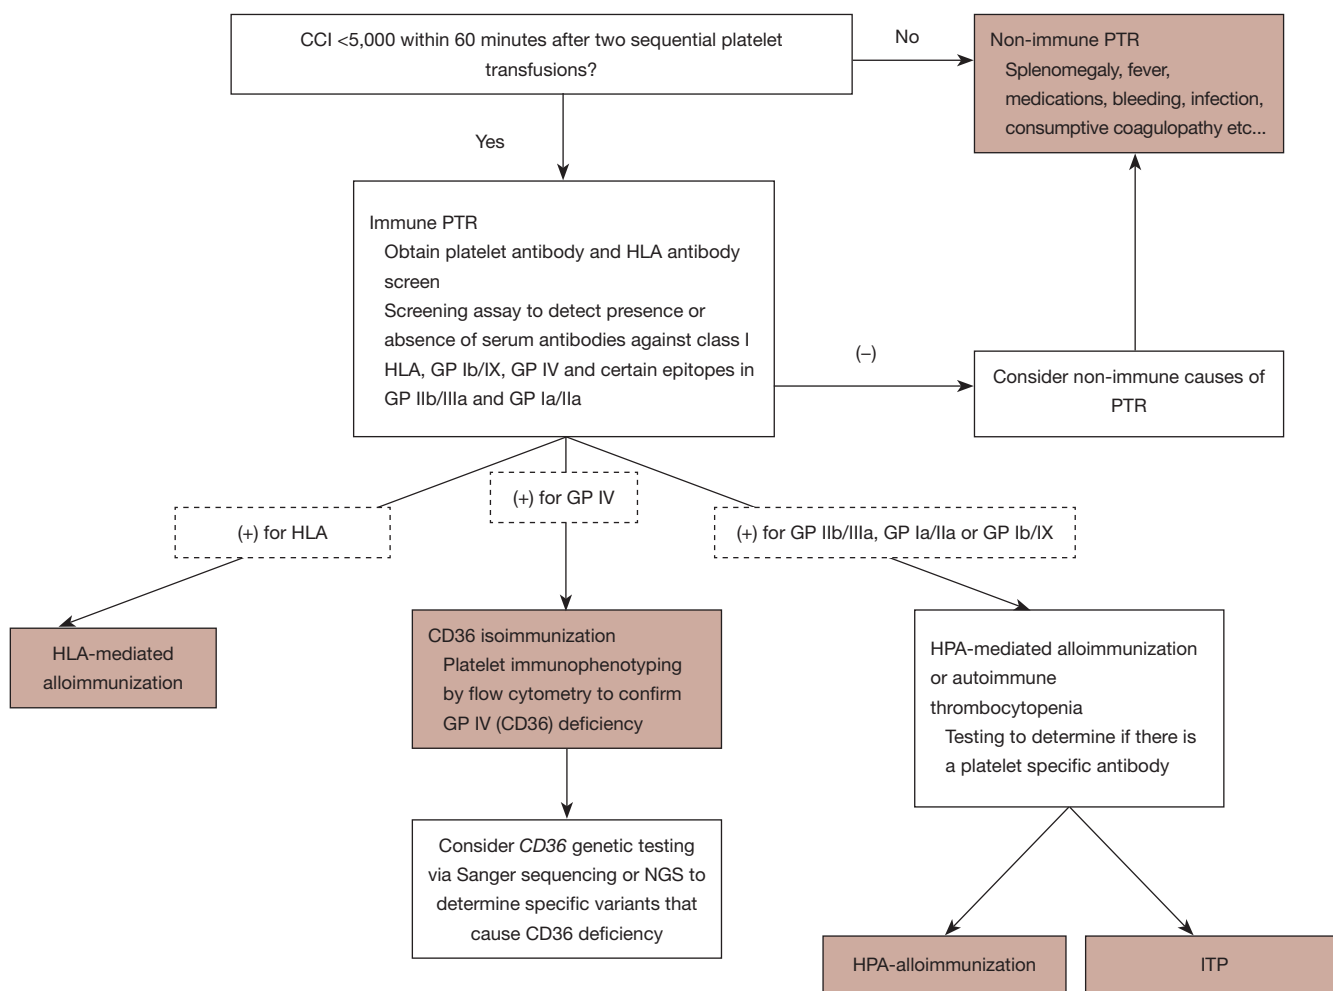 CCI <5,000 within 60 minutes after two sequential platelet
transfusions?
No
Non-immune PTR
Splenomegaly, fever,
medications, bleeding, infection,
consumptive coagulopathy etc...
Yes
Immune PTR
Obtain platelet antibody and HLA antibody
screen
Screening assay to detect presence or
absence of serum antibodies against class I
HLA, GP Ib/IX, GP IV and certain epitopes in
GP IIb/IIIa and GP Ia/IIa
(–)
Consider non-immune causes of
PTR
(+) for HLA
(+) for GP IV
(+) for GP IIb/IIIa, GP Ia/IIa or GP Ib/IX
HLA-mediated
alloimmunization
CD36 isoimmunization
Platelet immunophenotyping
by flow cytometry to confirm
GP IV (CD36) deficiency
HPA-mediated alloimmunization
or autoimmune
thrombocytopenia
Testing to determine if there is
a platelet specific antibody
Consider CD36 genetic testing
via Sanger sequencing or NGS to
determine specific variants that
cause CD36 deficiency
HPA-alloimmunization
ITP